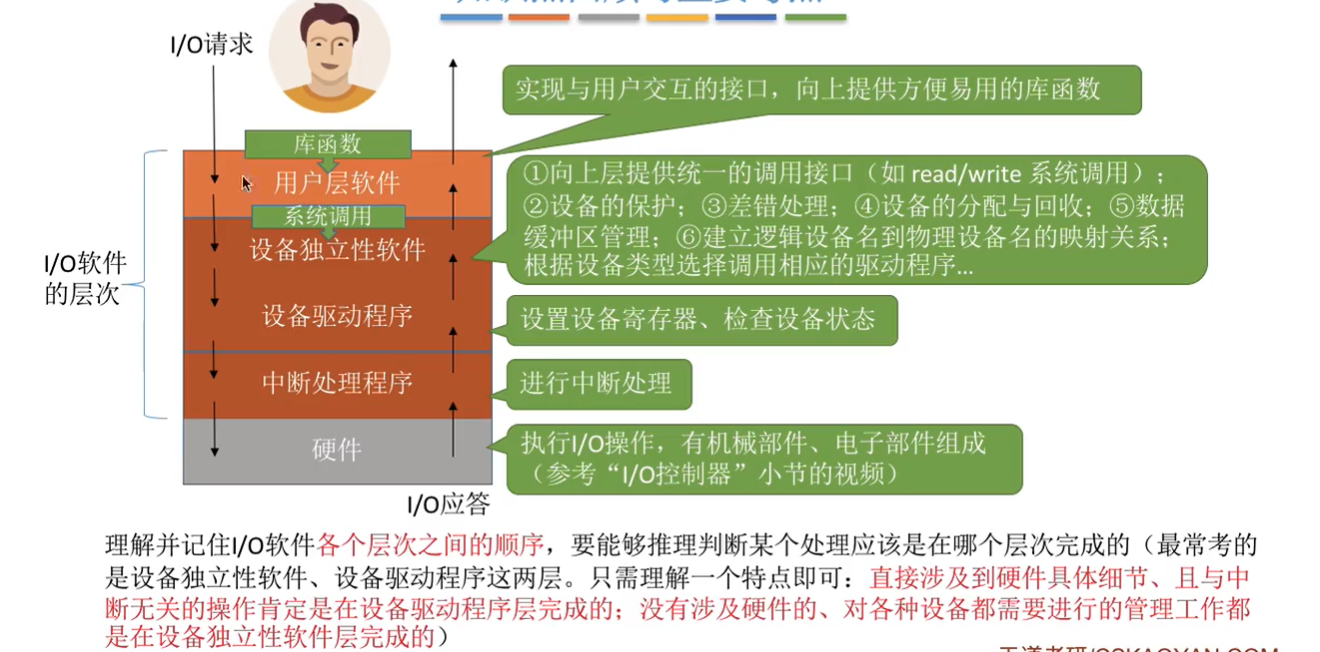 I/O请求
库函数
用户层软件
系统调用
设备独立性软件
设备驱动程序
中断处理程序
硬件
I/O应答
I/O软件
的层次
实现与用户交互的接口，向上提供方便易用的库函数
①向上层提供统一的调用接口（如 read/write 系统调用）；
②设备的保护；③差错处理；④设备的分配与回收；⑤数据
缓冲区管理；⑥建立逻辑设备名到物理设备名的映射关系；
根据设备类型选择调用相应的驱动程序...
设置设备寄存器、检查设备状态
进行中断处理
执行I/O操作，有机械部件、电子部件组成
（参考“I/O控制器”小节的视频）
理解并记住I/O软件各个层次之间的顺序，要能够推理判断某个处理应该是在哪个层次完成的（最常考的
是设备独立性软件、设备驱动程序这两层。只需理解一个特点即可：直接涉及到硬件具体细节、且与中
断无关的操作肯定是在设备驱动程序层完成的；没有涉及硬件的、对各种设备都需要进行的管理工作都
是在设备独立性软件层完成的）